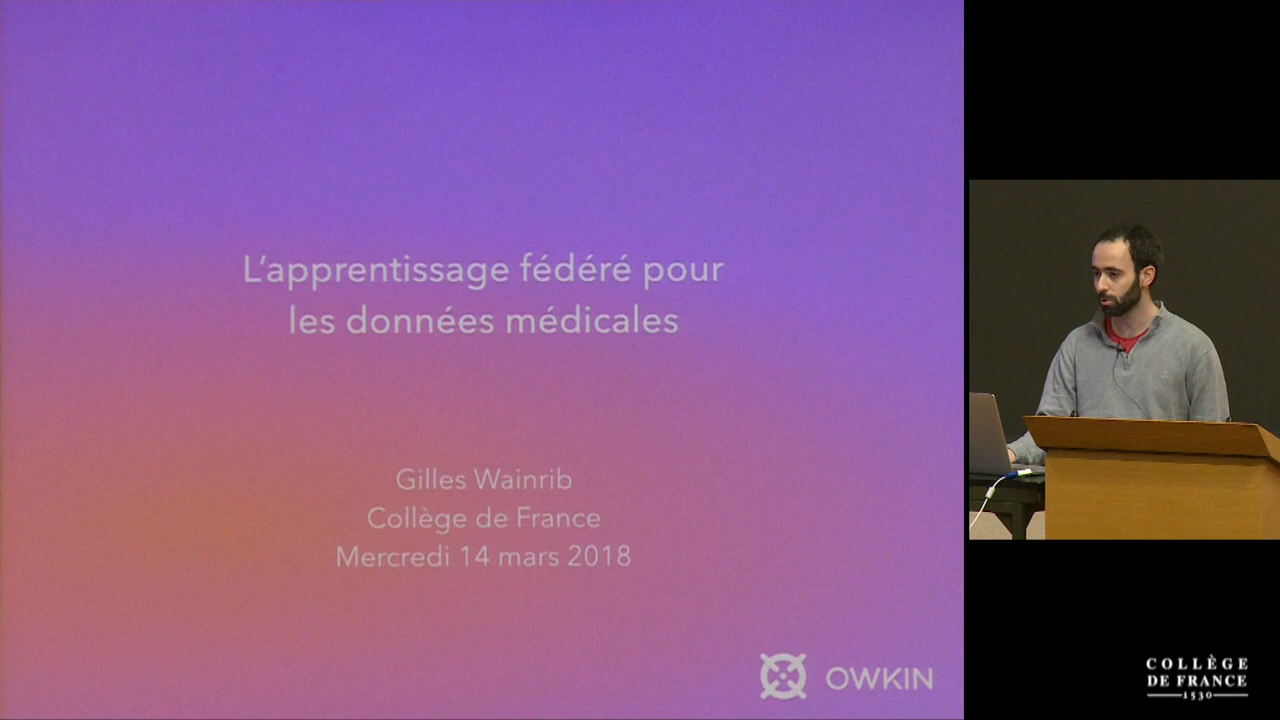 L'apprentissage fédéré pour
les données médicales
Gilles Wainrib
Collège de France
Mercredi 14 mars 2018
OWKIN
COLLÈGE
DE FRANCE
1530